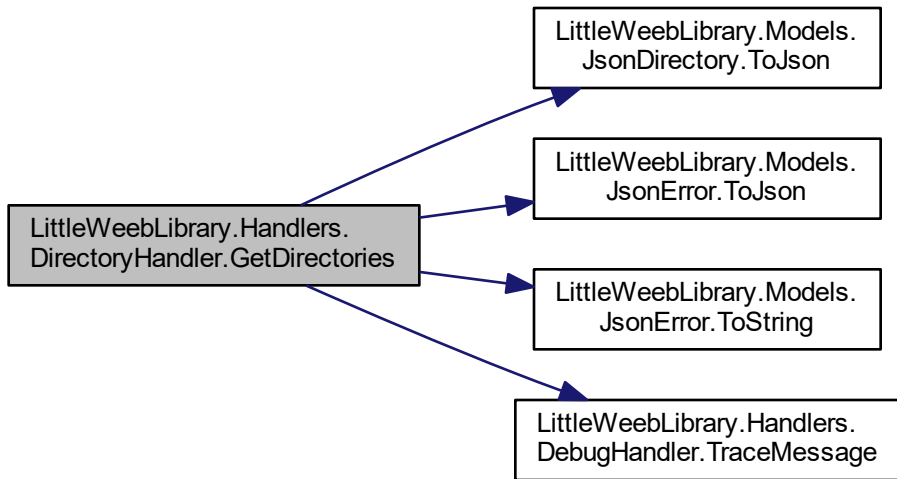 LittleWeebLibrary.Models.
JsonDirectory.ToJson
LittleWeebLibrary.Models.
JsonError.ToJson
LittleWeebLibrary.Handlers.
DirectoryHandler.GetDirectories
LittleWeebLibrary.Models.
JsonError.ToString
LittleWeebLibrary.Handlers.
DebugHandler.TraceMessage